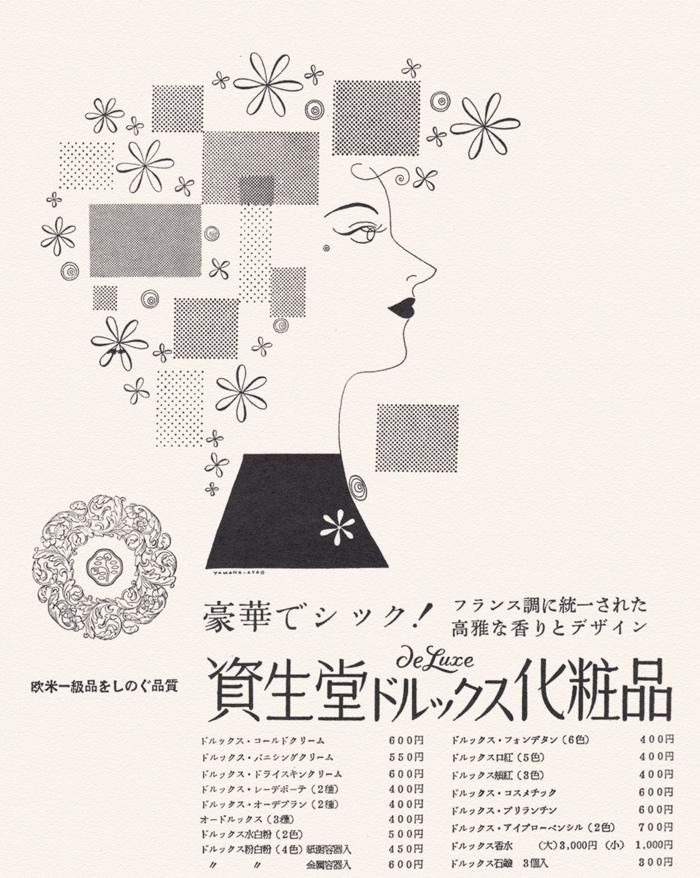 YAMANA・AYAO
豪華でシック!
フランス調に統一された
高雅な香りとデザイン
欧米一級品をしのぐ品質
de Luxe
資生堂ドルックス化粧品
ドルックス・コールドクリーム 600円
ドルックス・バニシングクリーム 550円
ドルックス・ドライスキンクリーム 600円
ドルックス・レーデボーテ(2種) 400円
ドルックス・オーデブラン(2種) 400円
オードルックス(3種) 400円
ドルックス水白粉(2色) 500円
ドルックス粉白粉(4色)紙函容器入 450円
〃 〃 金属容器入 600円
ドルックス・フォンデタン(6色) 400円
ドルックス口紅(5色) 400円
ドルックス頬紅(3色) 400円
ドルックス・コスメチック 600円
ドルックス・ブリランチン 600円
ドルックス・アイブローペンシル(2色) 700円
ドルックス香水 (大)3,000円 (小) 1,000円
ドルックス石鹸 3個入 300円